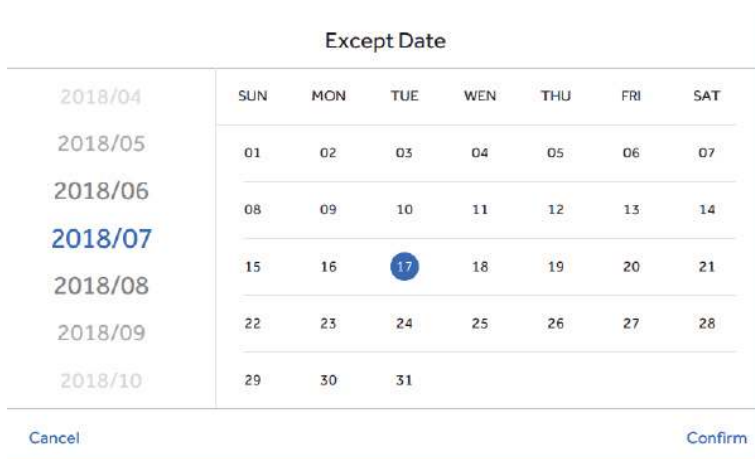 Except Date
2018/04
2018/05
2018/06
2018/07
2018/08
2018/09
2018/10
SUN MON TUE WEN THU FRI SAT
01 02 03 04 05 06 07
08 09 10 11 12 13 14
15 16 17 18 19 20 21
22 23 24 25 26 27 28
29 30 31
Cancel Confirm